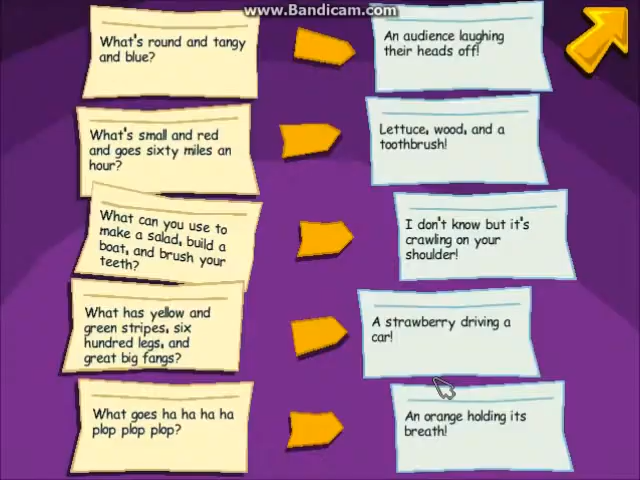 www.Bandicam.com
What's round and tangy
and blue?
An audience laughing
their heads off!
What's small and red
and goes sixty miles an
hour?
Lettuce, wood, and a
toothbrush!
What can you use to
make a salad, build a
boat, and brush your
teeth?
I don't know but it's
crawling on your
shoulder!
What has yellow and
green stripes, six
hundred legs, and
great big fangs?
A strawberry driving a
car!
What goes ha ha ha ha
plop plop plop?
An orange holding its
breath!